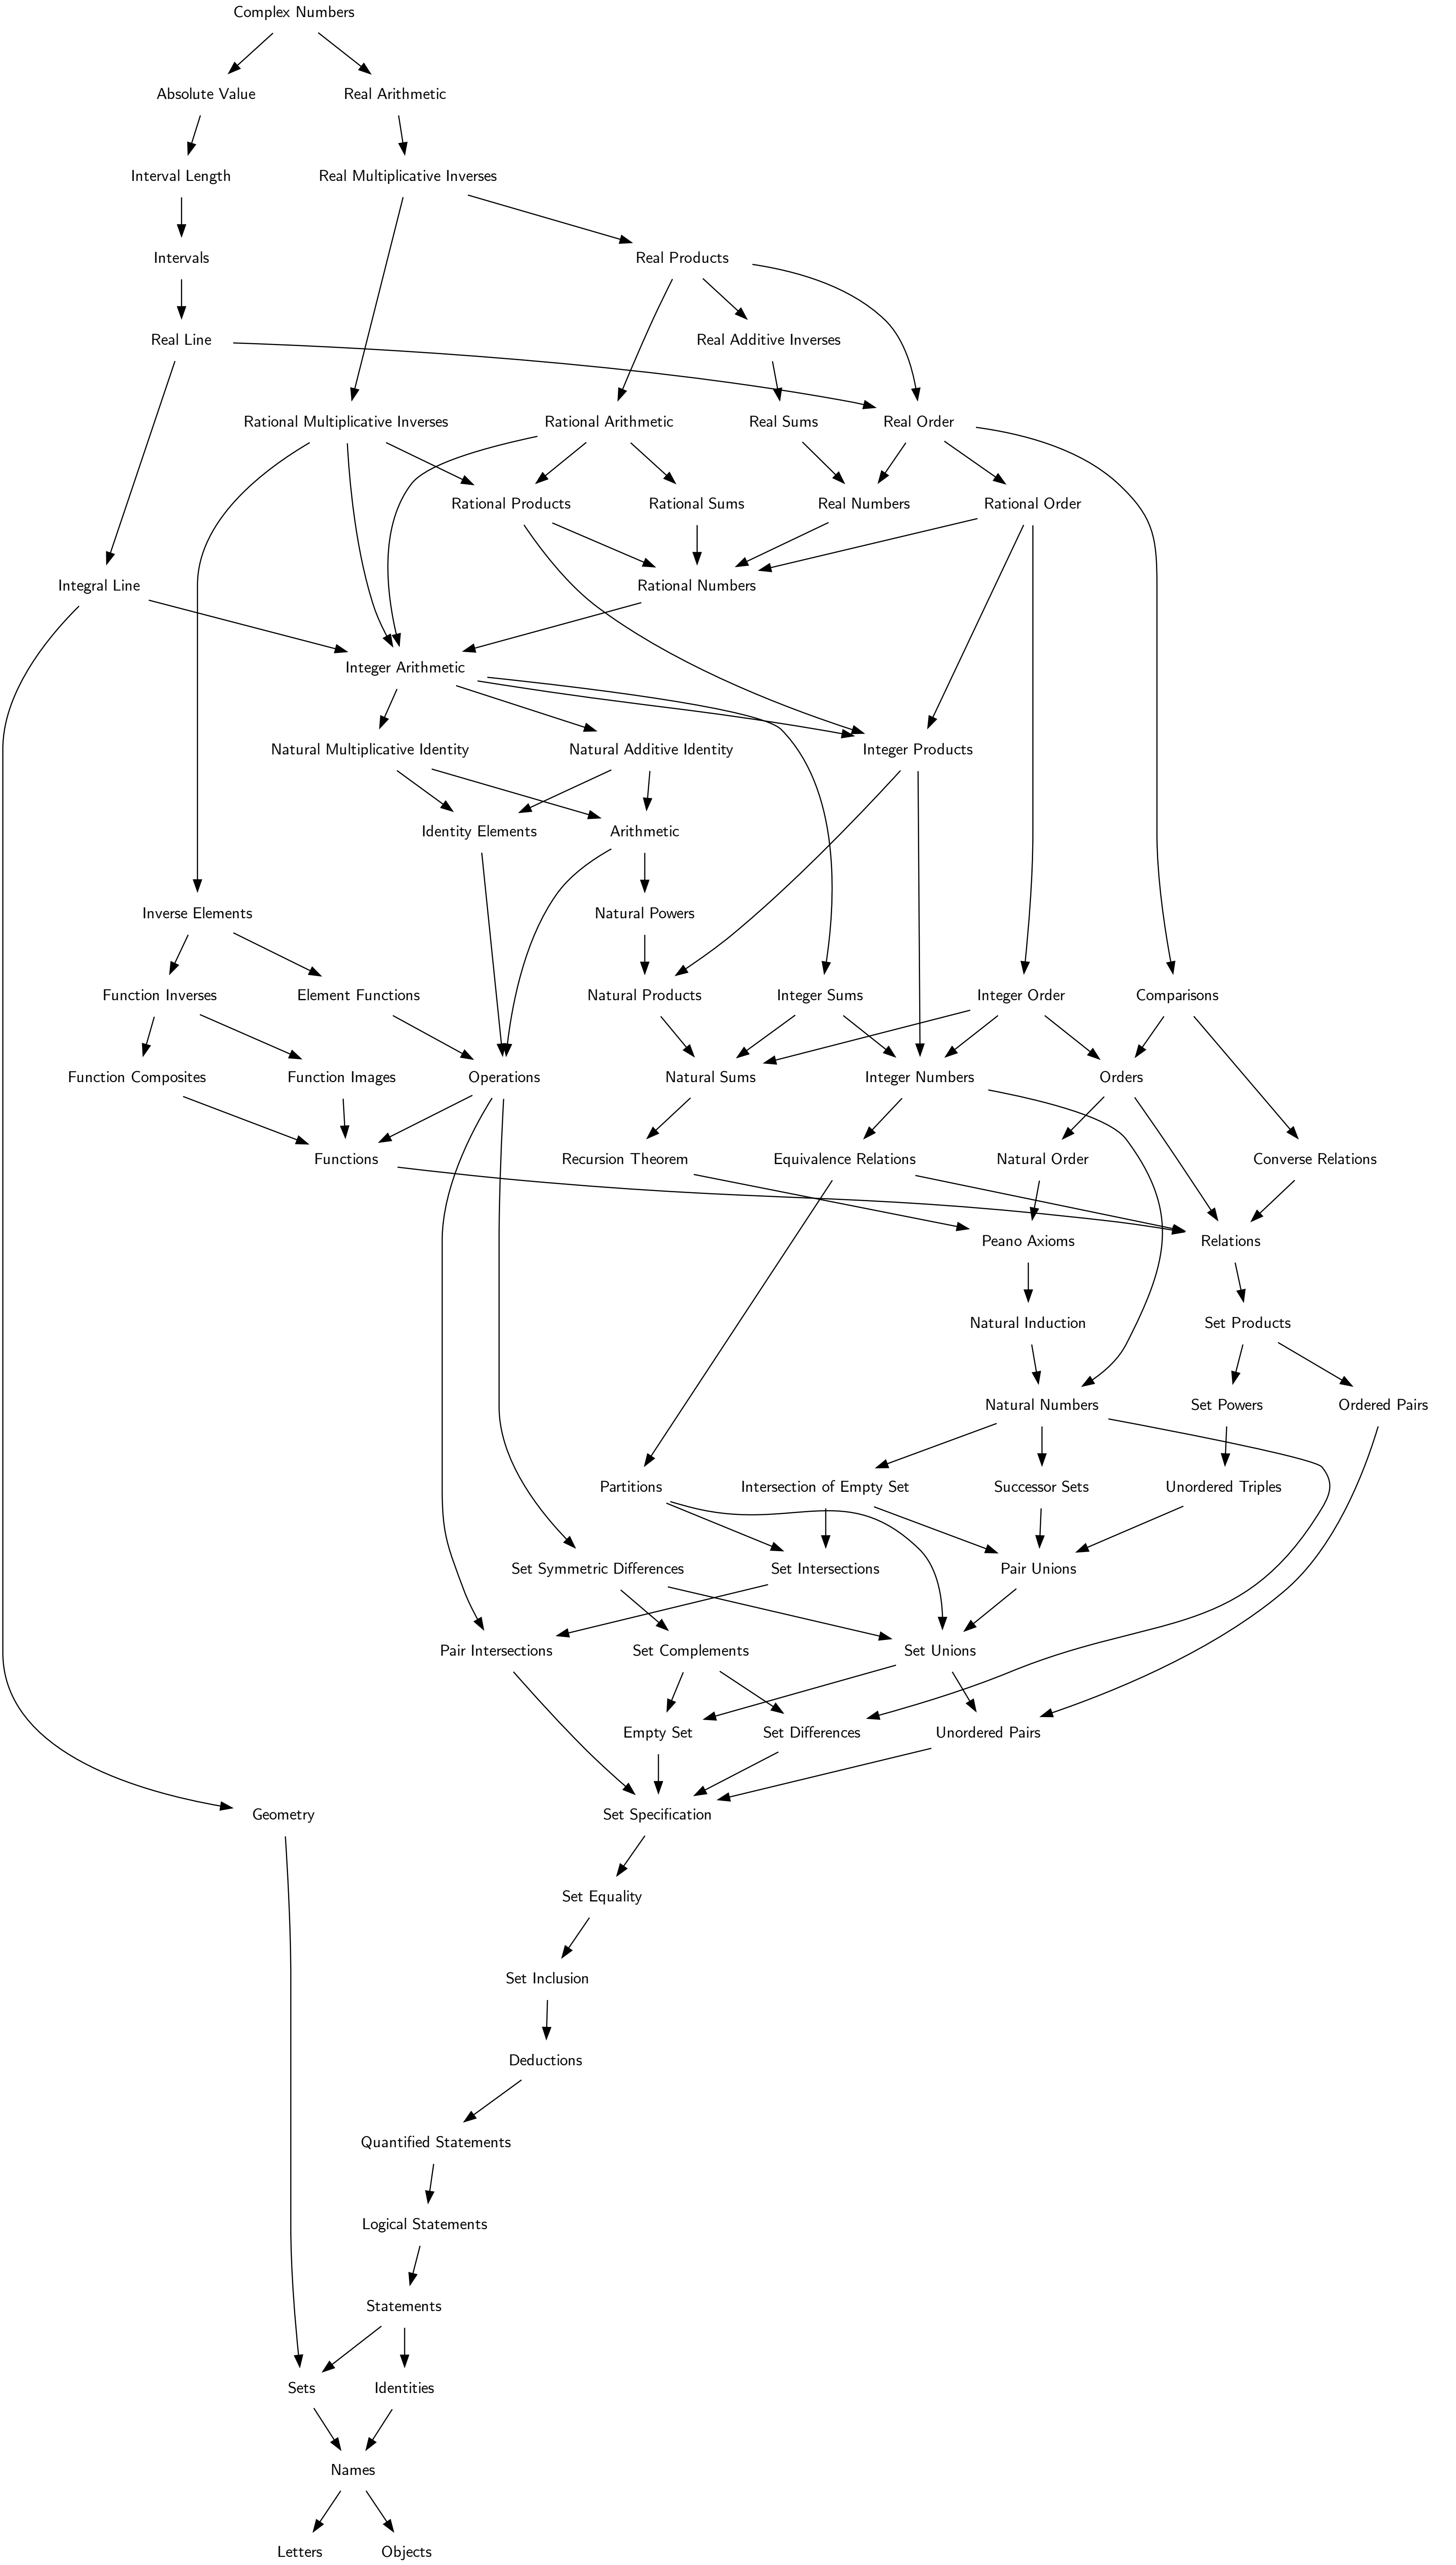 Complex Numbers
Absolute Value
Real Arithmetic
Interval Length
Real Multiplicative Inverses
Intervals
Real Products
Real Line
Real Additive Inverses
Rational Multiplicative Inverses
Rational Arithmetic
Real Sums
Real Order
Rational Products
Rational Sums
Real Numbers
Rational Order
Integral Line
Rational Numbers
Integer Arithmetic
Natural Multiplicative Identity
Natural Additive Identity
Integer Products
Identity Elements
Arithmetic
Inverse Elements
Natural Powers
Function Inverses
Element Functions
Natural Products
Integer Sums
Integer Order
Comparisons
Function Composites
Function Images
Operations
Natural Sums
Integer Numbers
Orders
Functions
Recursion Theorem
Equivalence Relations
Natural Order
Converse Relations
Peano Axioms
Relations
Natural Induction
Set Products
Natural Numbers
Set Powers
Ordered Pairs
Partitions
Intersection of Empty Set
Successor Sets
Unordered Triples
Set Symmetric Differences
Set Intersections
Pair Unions
Pair Intersections
Set Complements
Set Unions
Empty Set
Set Differences
Unordered Pairs
Geometry
Set Specification
Set Equality
Set Inclusion
Deductions
Quantified Statements
Logical Statements
Statements
Sets
Identities
Names
Letters
Objects